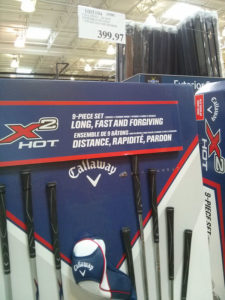 399.97
Exterior
X2 HOT
9-PIECE SET
LONG, FAST AND FORGIVING
ENSEMBLE DE 9 BÂTONS
DISTANCE, RAPIDITÉ, PARDON
Callaway
Callaway
X2 HOT
9-PIECE SET